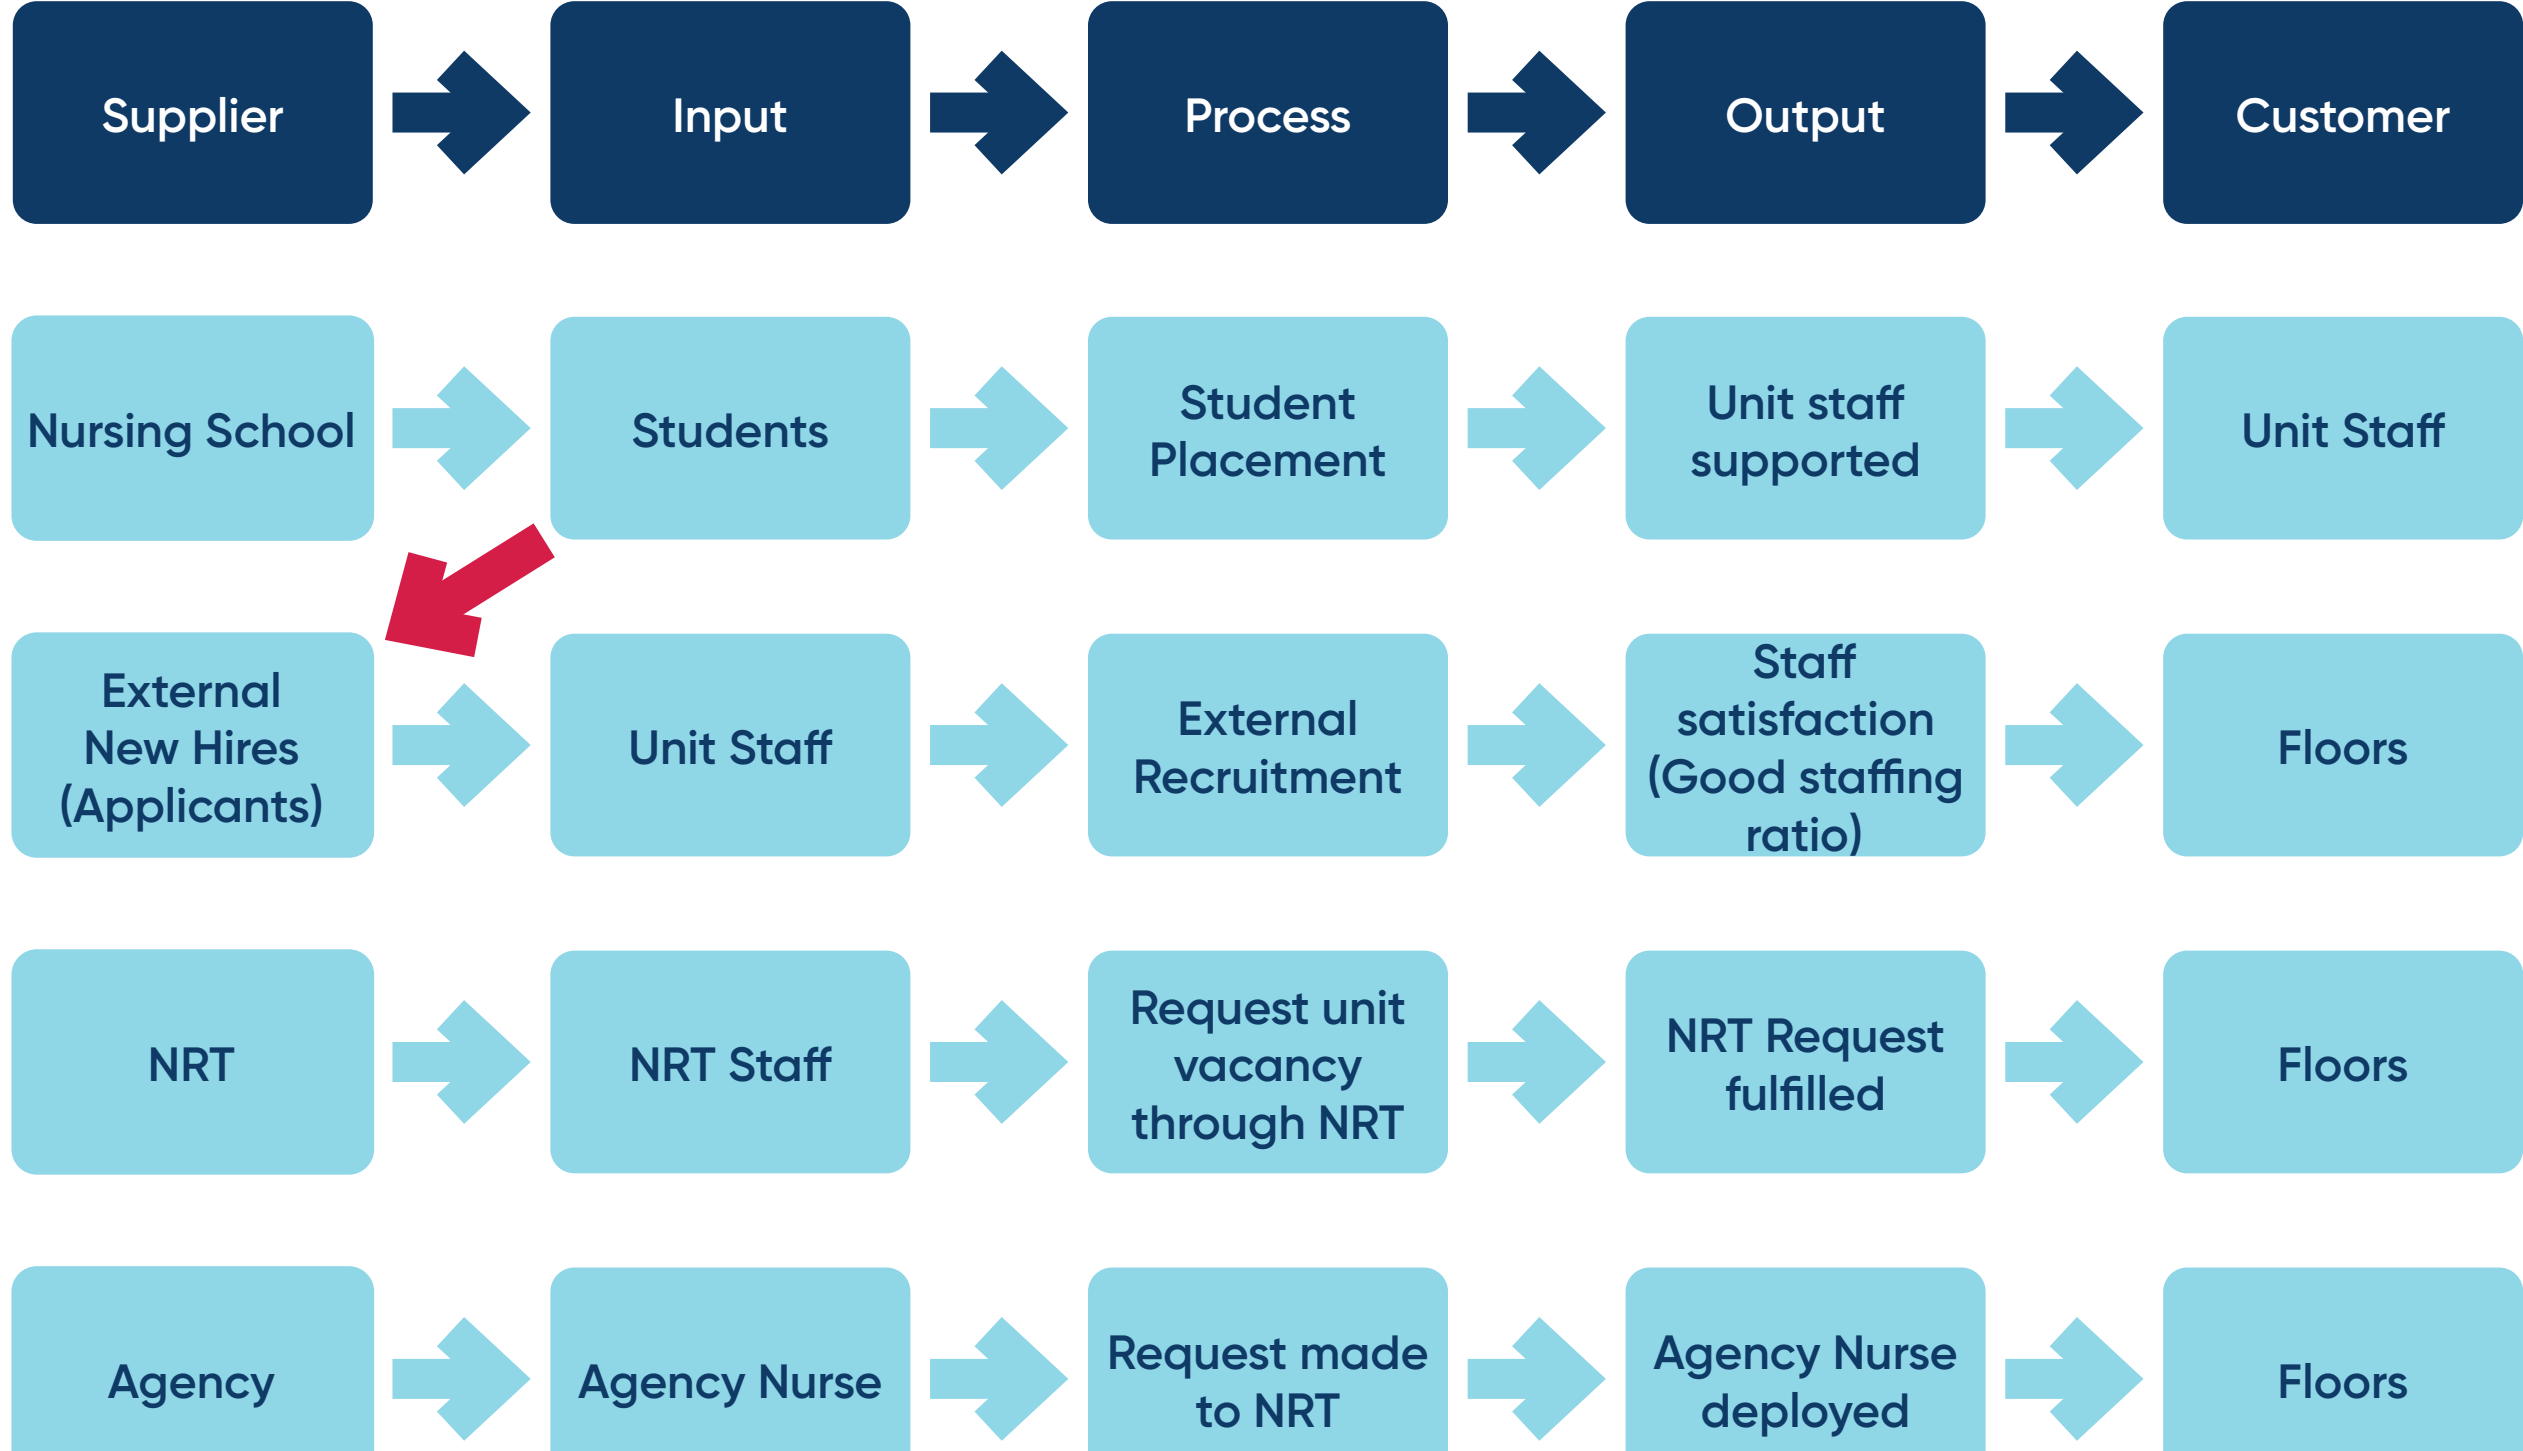 Supplier
Input
Process
Output
Customer
Nursing School
Students
Student
Placement
Unit staff
supported
Unit Staff
External
New Hires
(Applicants)
Unit Staff
External
Recruitment
Staff
satisfaction
(Good staffing
ratio)
Floors
NRT
NRT Staff
Request unit
vacancy
through NRT
NRT Request
fulfilled
Floors
Agency
Agency Nurse
Request made
to NRT
Agency Nurse
deployed
Floors